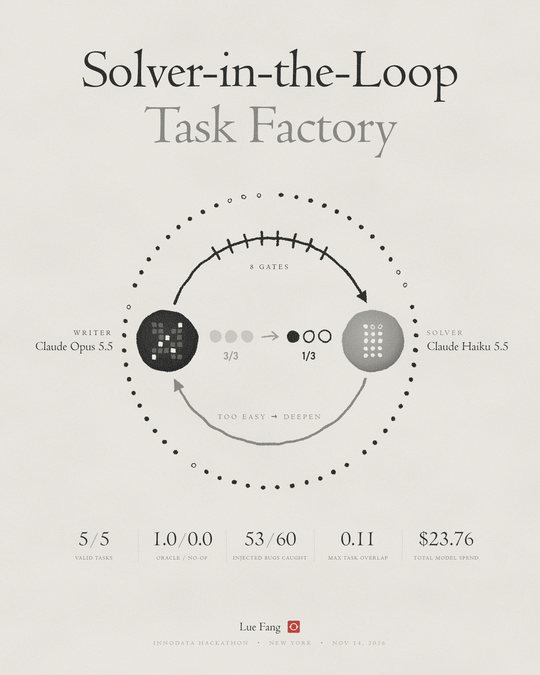 Solver-in-the-Loop
Task Factory
8 GATES
WRITER
Claude Opus 5.5
SOLVER
Claude Haiku 5.5
3/3
1/3
TOO EASY → DEEPEN
5/5
VALID TASKS
1.0/0.0
ORACLE / NO-OP
53/60
INJECTED BUGS CAUGHT
0.11
MAX TASK OVERLAP
$23.76
TOTAL MODEL SPEND
Lue Fang
INNODATA HACKATHON • NEW YORK • NOV 14, 2026